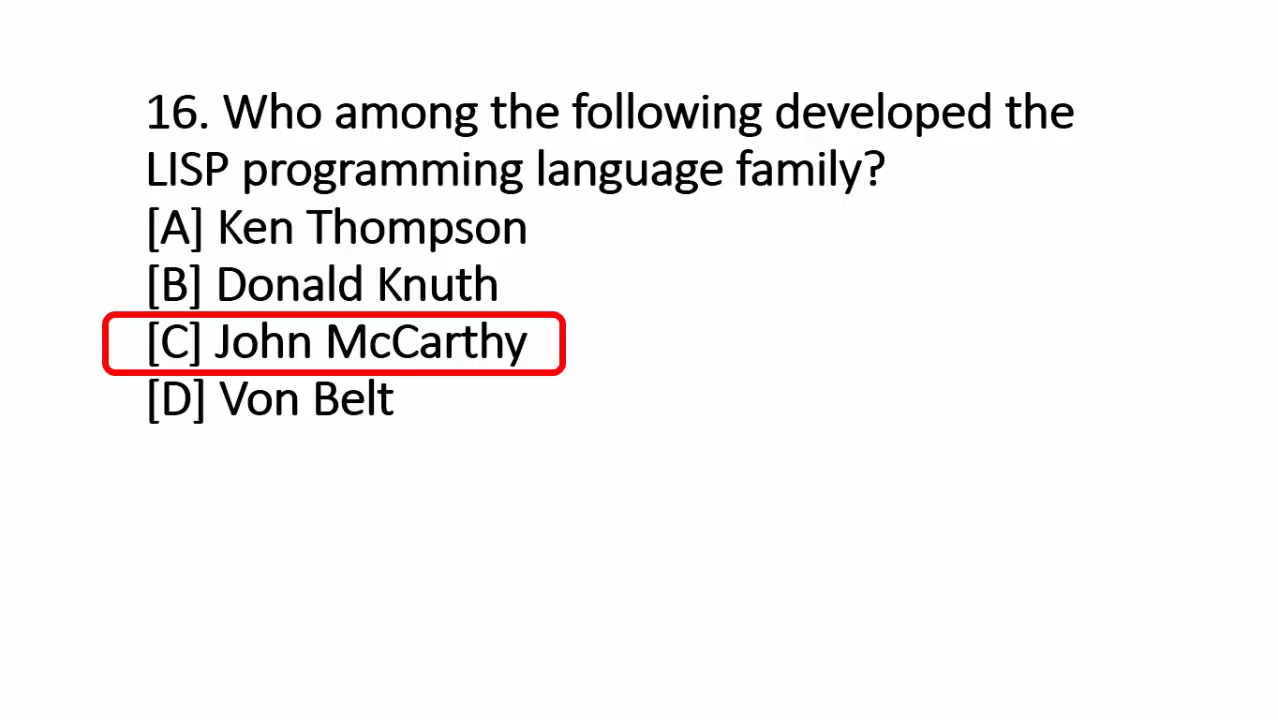 16. Who among the following developed the
LISP programming language family?
[A] Ken Thompson
[B] Donald Knuth
[C] John McCarthy
[D] Von Belt